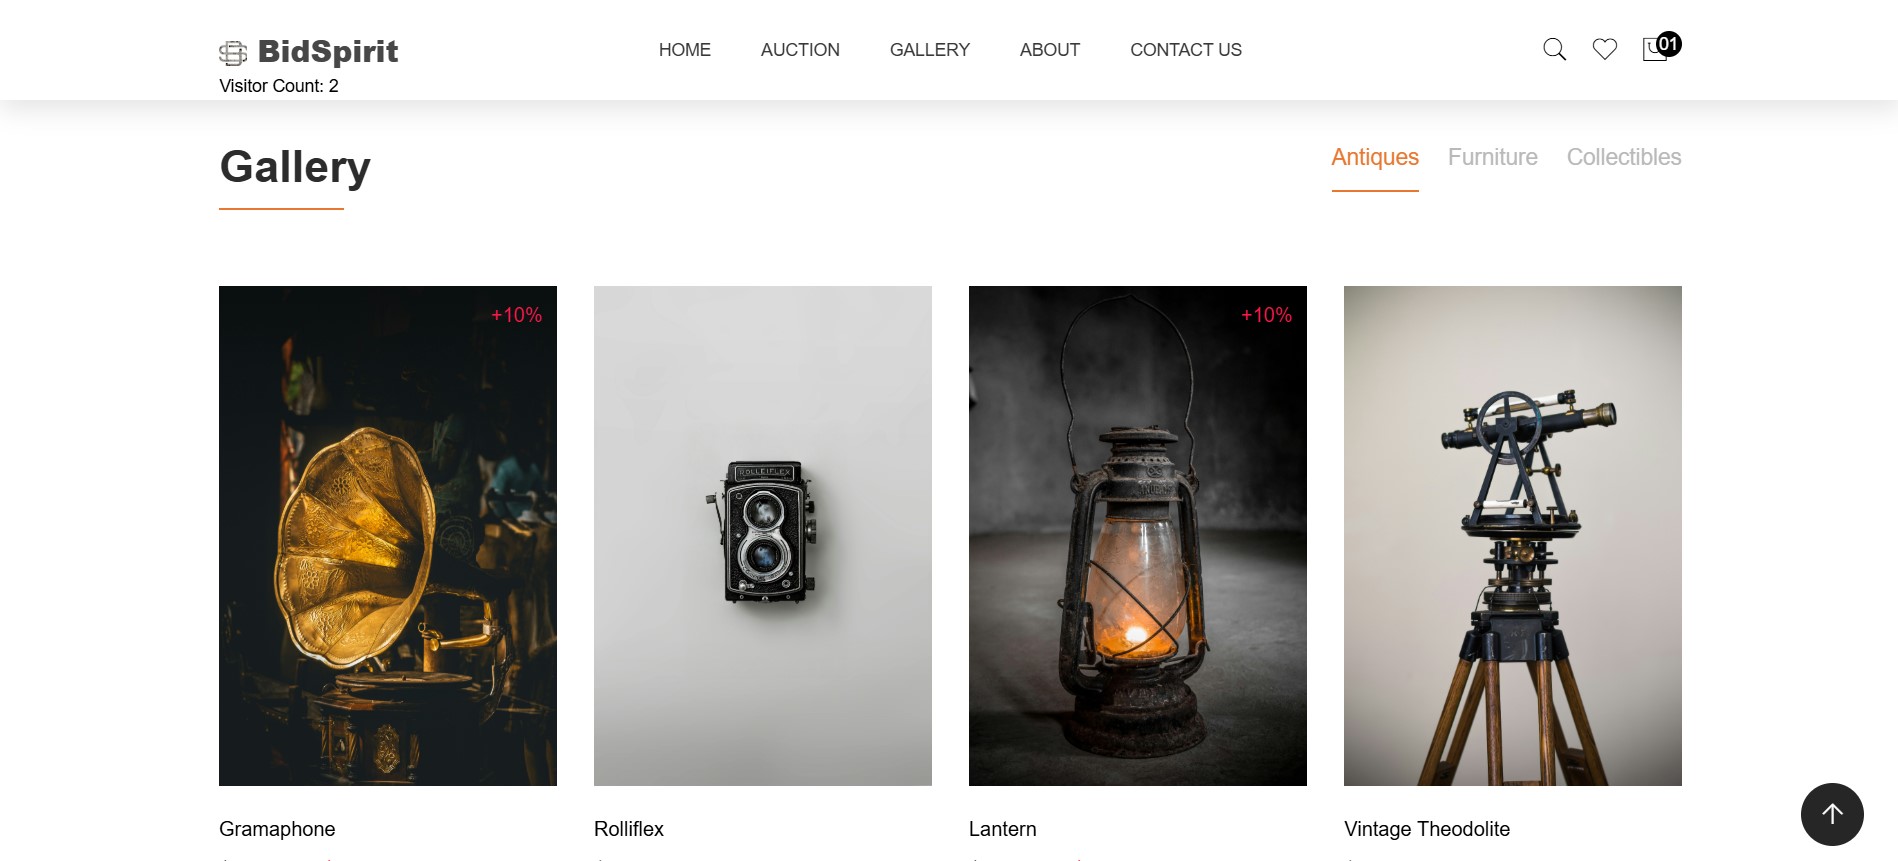 BidSpirit
Visitor Count: 2
HOME AUCTION GALLERY ABOUT CONTACT US
01
Gallery
Antiques Furniture Collectibles
+10%
ROLLEIFLEX
+10%
Gramaphone
Rolliflex
Lantern
Vintage Theodolite